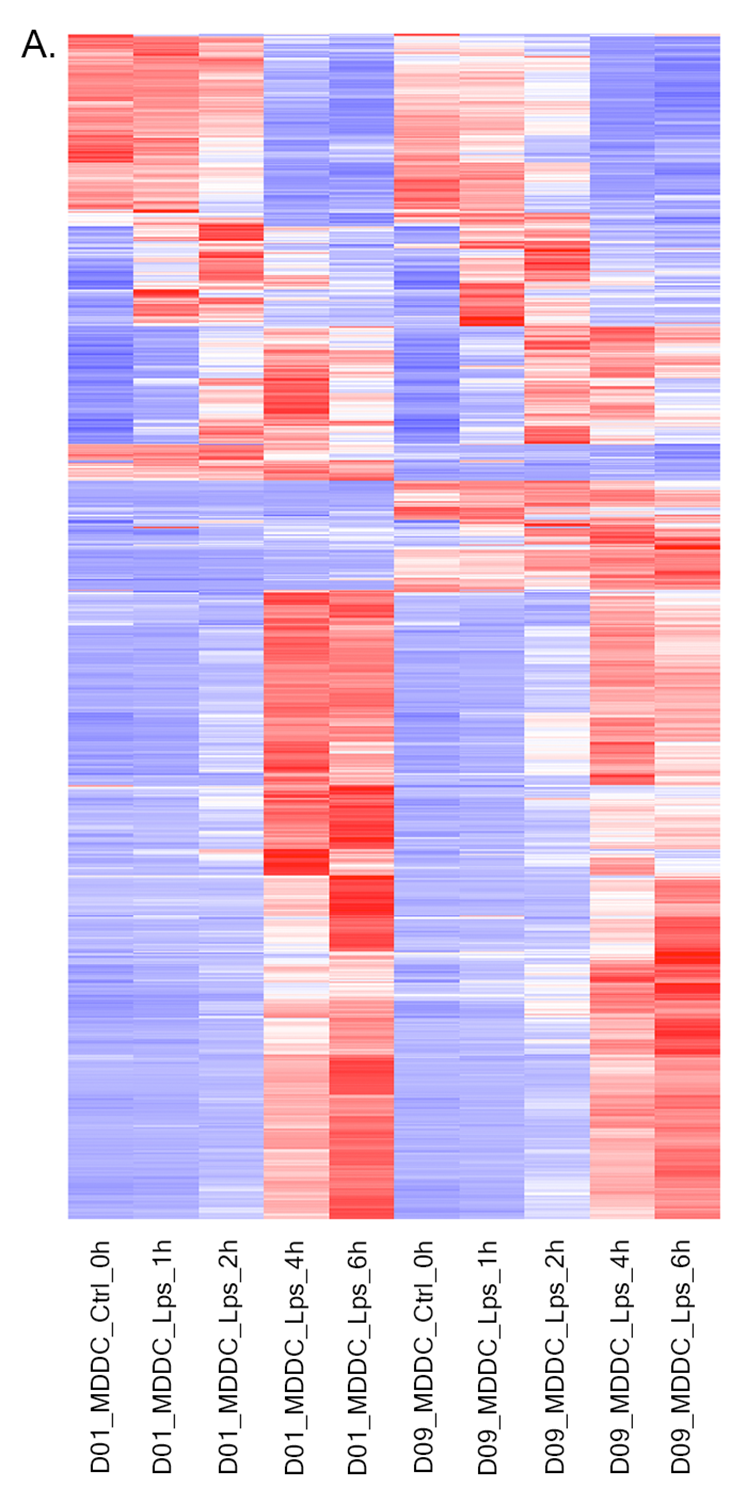 A.
D01_MDDC_Ctrl_0h
D01_MDDC_Lps_1h
D01_MDDC_Lps_2h
D01_MDDC_Lps_4h
D01_MDDC_Lps_6h
D09_MDDC_Ctrl_0h
D09_MDDC_Lps_1h
D09_MDDC_Lps_2h
D09_MDDC_Lps_4h
D09_MDDC_Lps_6h